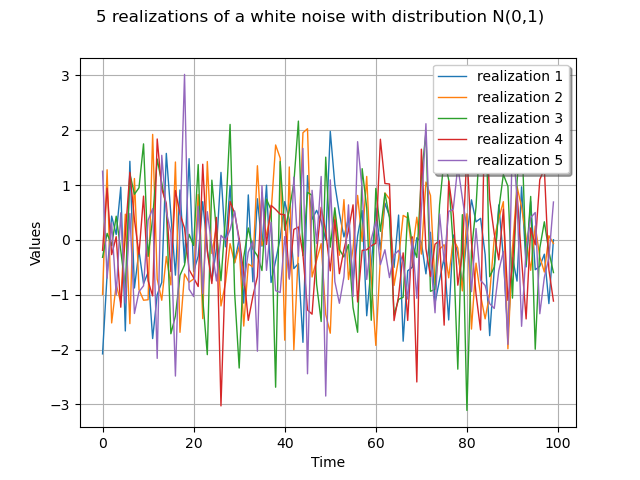 5 realizations of a white noise with distribution N(0,1)
realization 1
realization 2
realization 3
realization 4
realization 5
Values
3
2
1
0
−1
−2
−3
0 20 40 60 80 100
Time